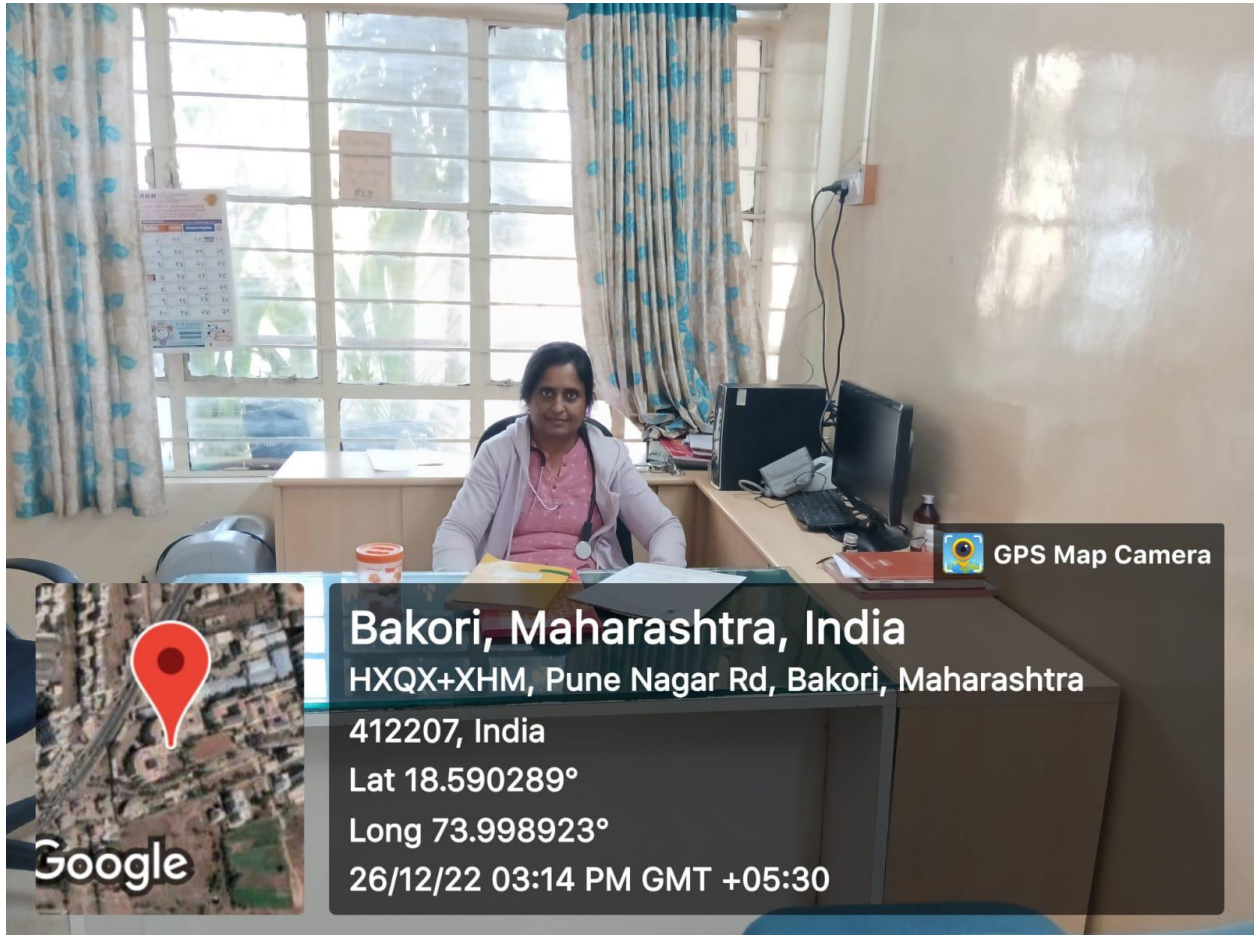 FLY
GPS Map Camera
Bakori, Maharashtra, India
HXQX+XHM, Pune Nagar Rd, Bakori, Maharashtra
412207, India
Lat 18.590289°
Long 73.998923°
26/12/22 03:14 PM GMT +05:30
Google